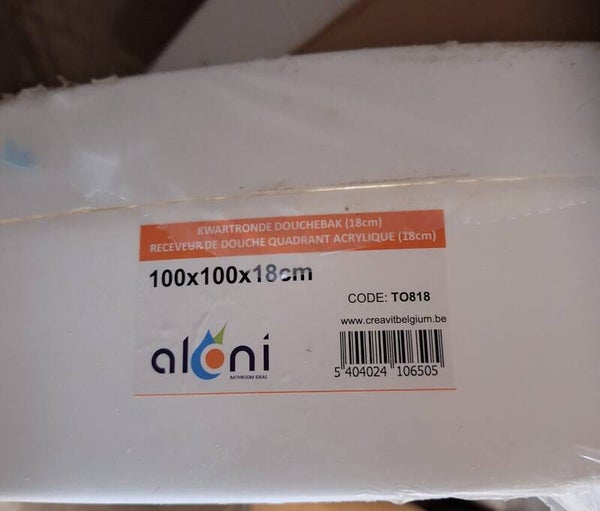 KWARTRONDE DOUCHEBAK (18cm)
RECEVEUR DE DOUCHE QUADRANT ACRYLIQUE (18cm)
100x100x18cm
CODE: TO818
www.creavitbelgium.be
aloni
BATHROOM IDEAS
5 404024 106505